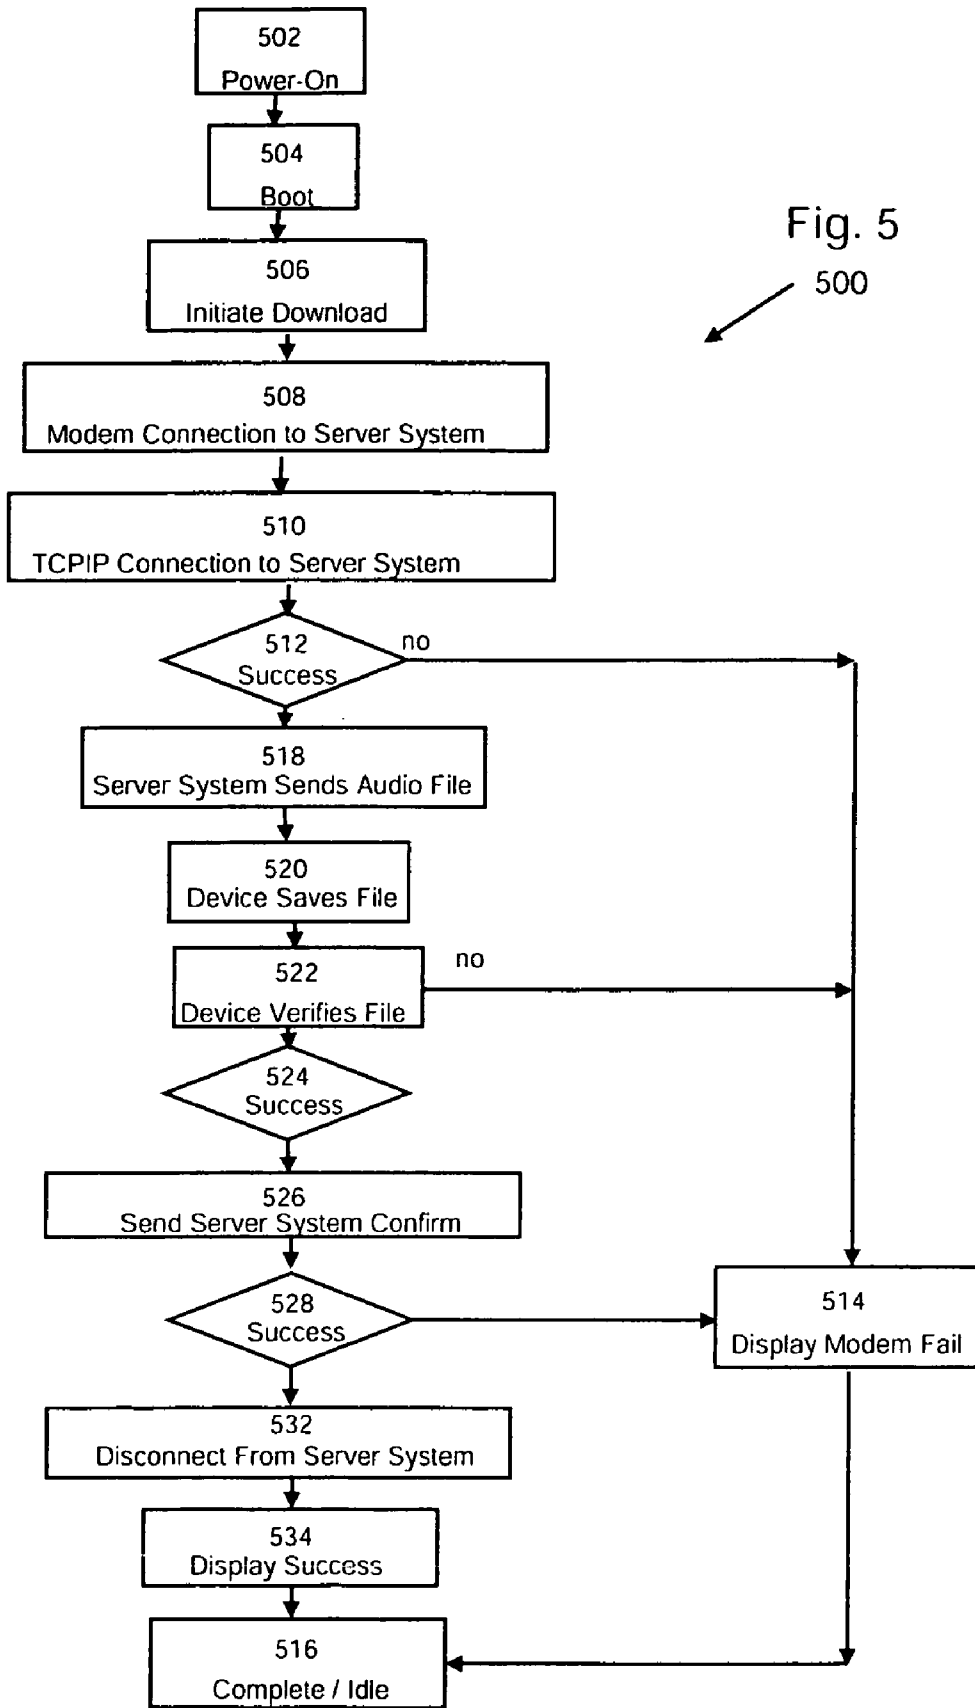 502
Power-On
504
Boot
Fig. 5
500
506
Initiate Download
508
Modem Connection to Server System
510
TCPIP Connection to Server System
512
Success
no
518
Server System Sends Audio File
520
Device Saves File
522
Device Verifies File
no
524
Success
526
Send Server System Confirm
528
Success
514
Display Modem Fail
532
Disconnect From Server System
534
Display Success
516
Complete / Idle